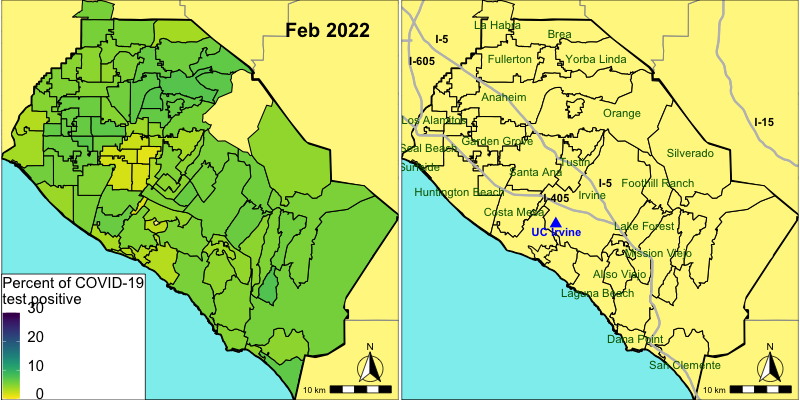 Feb 2022
Percent of COVID-19
test positive
30
20
10
0
N
10 km
La Habra
I-5
Brea
I-605
Fullerton
Yorba Linda
Anaheim
Orange
Los Alamitos
I-15
Garden Grove
Seal Beach
Silverado
Tustin
Sunside
Santa Ana
I-5
Foothill Ranch
Huntington Beach
Irvine
I-405
Costa Mesa
Lake Forest
UC Irvine
Mission Viejo
Aliso Viejo
Laguna Beach
Dana Point
N
San Clemente
10 km